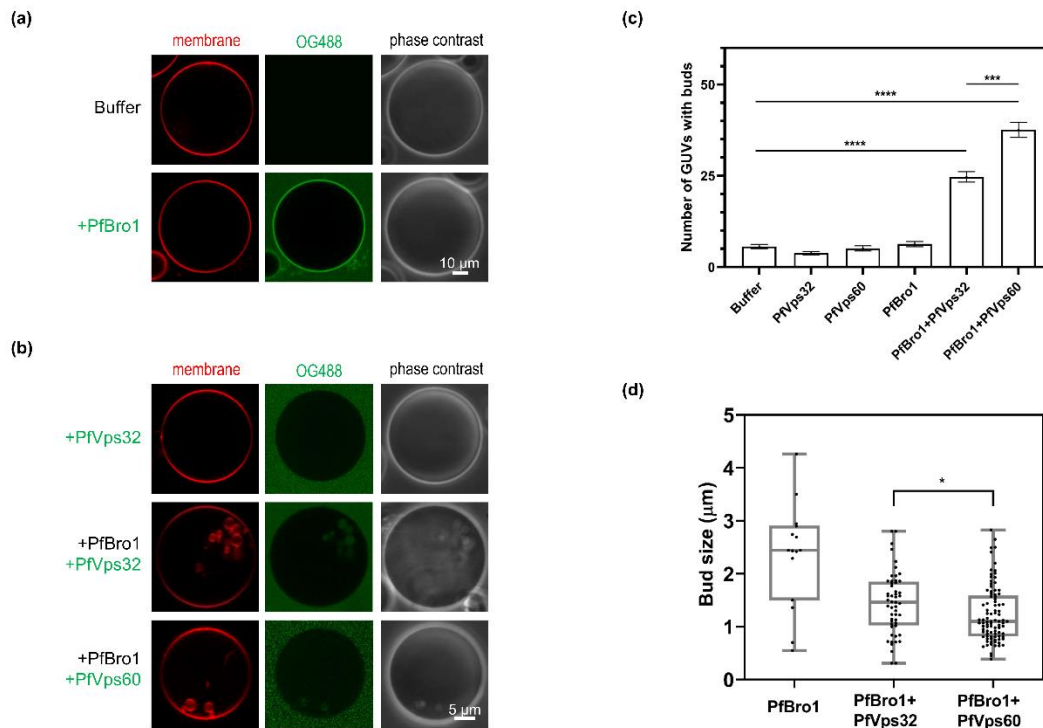 (a)
membrane OG488 phase contrast
Buffer
+PfBro1
10 µm
(b)
membrane OG488 phase contrast
+PfVps32
+PfBro1
+PfVps32
+PfBro1
+PfVps60
5 µm
(c)
Number of GUVs with buds
50
25
0
****
***
****
Buffer
PfVps32
PfVps60
PfBro1
PfBro1+PfVps32
PfBro1+PfVps60
(d)
Bud size (µm)
5
4
3
2
1
0
*
PfBro1
PfBro1+
PfVps32
PfBro1+
PfVps60